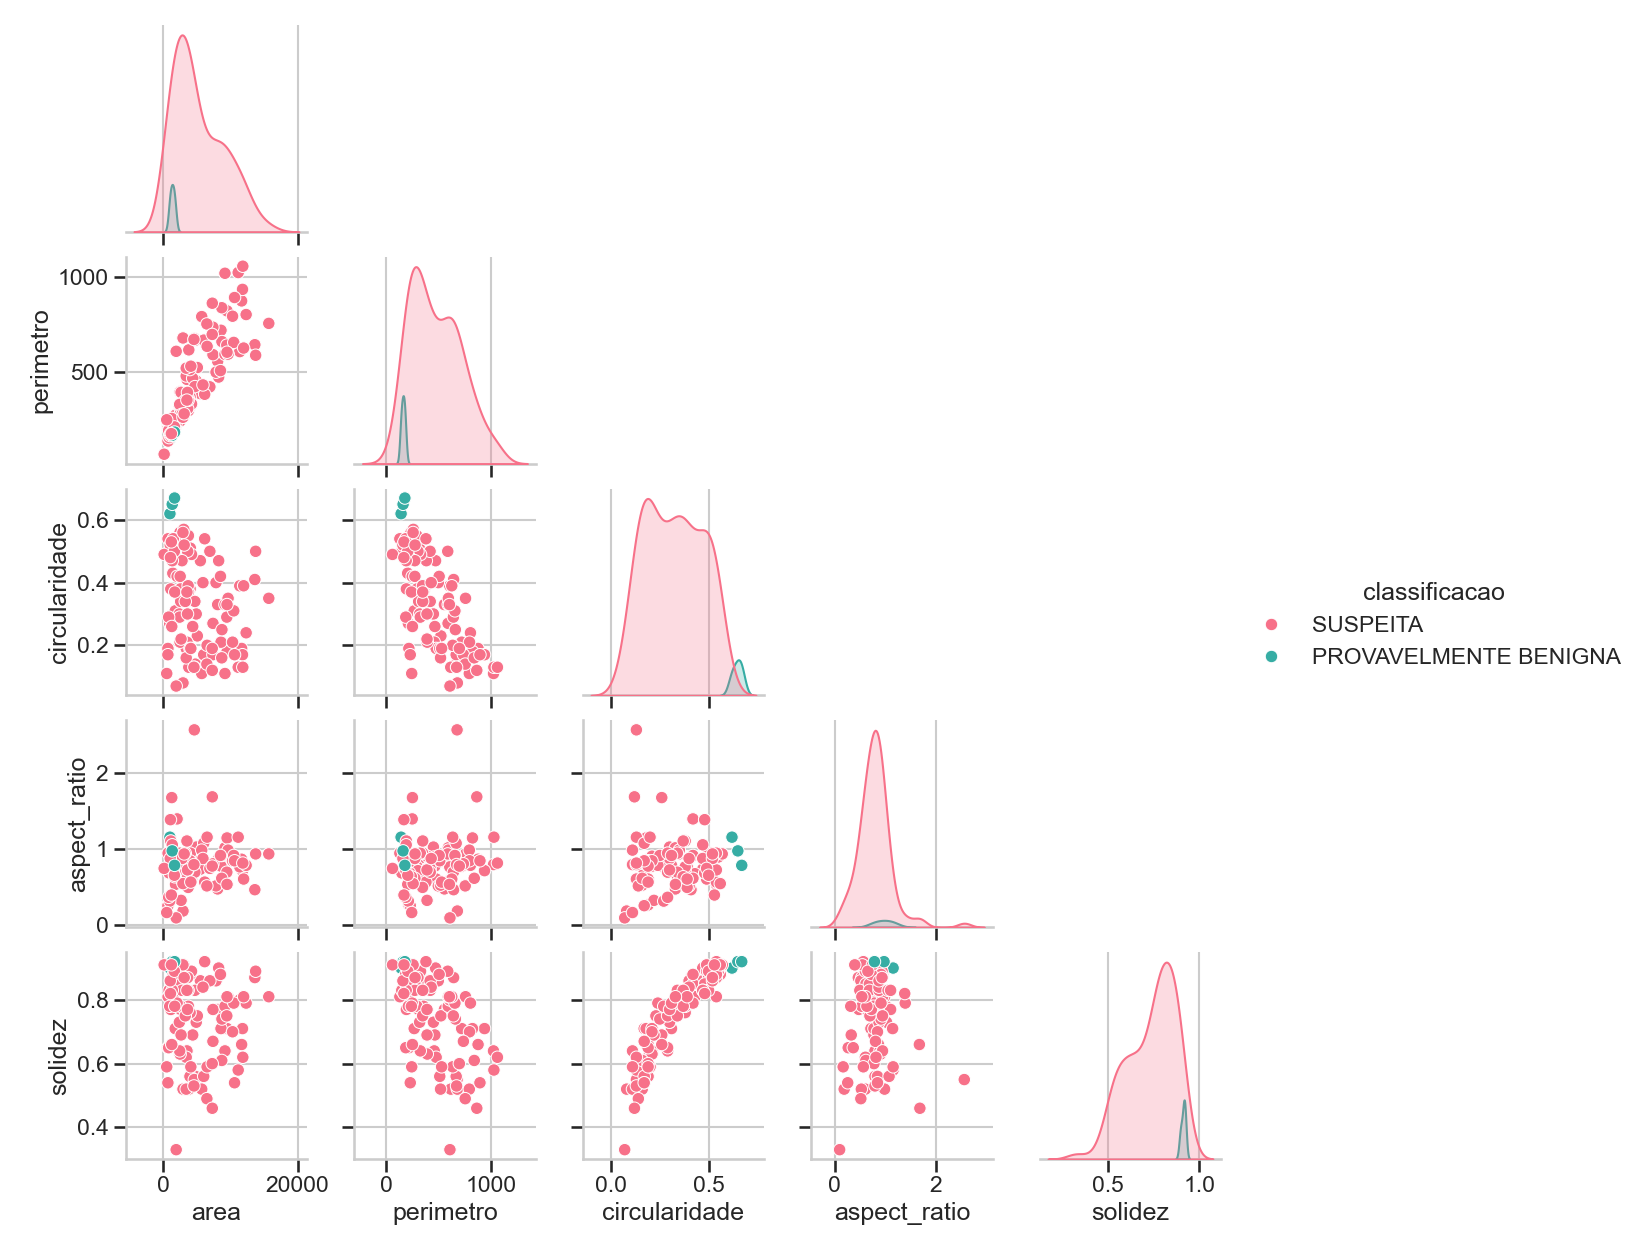 1000
500
perimetro
0.6
0.4
0.2
circularidade
classificacao
SUSPEITA
PROVAVELMENTE BENIGNA
2
1
0
aspect_ratio
0.8
0.6
0.4
solidez
0 20000 0 1000 0.0 0.5 0 2 0.5 1.0
area perimetro circularidade aspect_ratio solidez